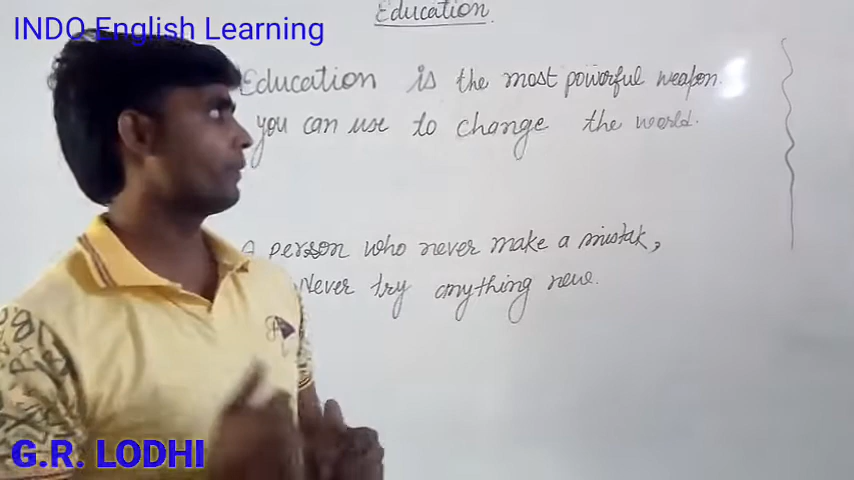 INDO English Learning
Education
Education is the most powerful weapon.
you can use to change the world.
A person who never make a mistak,
Never try anything new.
G.R. LODHI